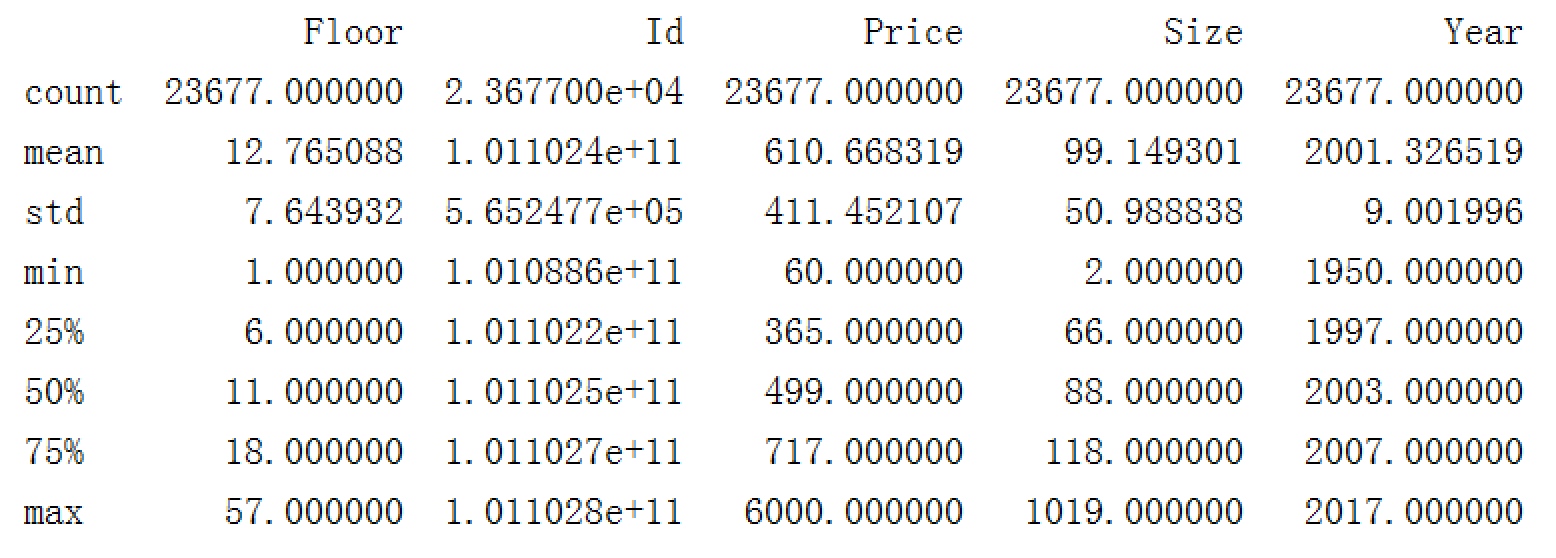 Floor Id Price Size Year
count 23677.000000 2.367700e+04 23677.000000 23677.000000 23677.000000
mean 12.765088 1.011024e+11 610.668319 99.149301 2001.326519
std 7.643932 5.652477e+05 411.452107 50.988838 9.001996
min 1.000000 1.010886e+11 60.000000 2.000000 1950.000000
25% 6.000000 1.011022e+11 365.000000 66.000000 1997.000000
50% 11.000000 1.011025e+11 499.000000 88.000000 2003.000000
75% 18.000000 1.011027e+11 717.000000 118.000000 2007.000000
max 57.000000 1.011028e+11 6000.000000 1019.000000 2017.000000